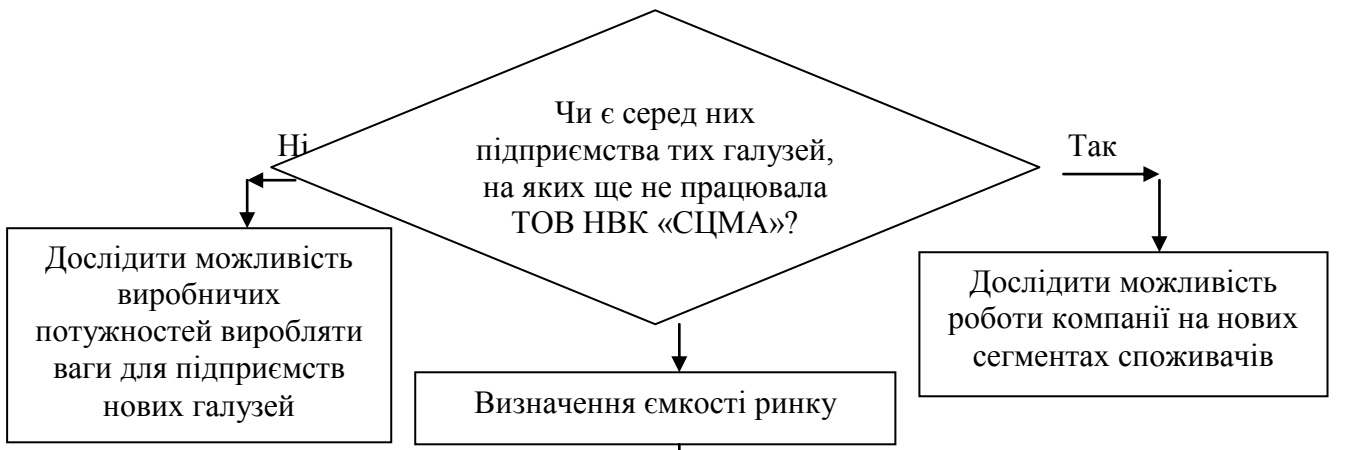 Чи є серед них
підприємства тих галузей,
на яких ще не працювала
ТОВ НВК «СЦМА»?
Ні
Так
Дослідити можливість
виробничих
потужностей виробляти
ваги для підприємств
нових галузей
Дослідити можливість
роботи компанії на нових
сегментах споживачів
Визначення ємкості ринку